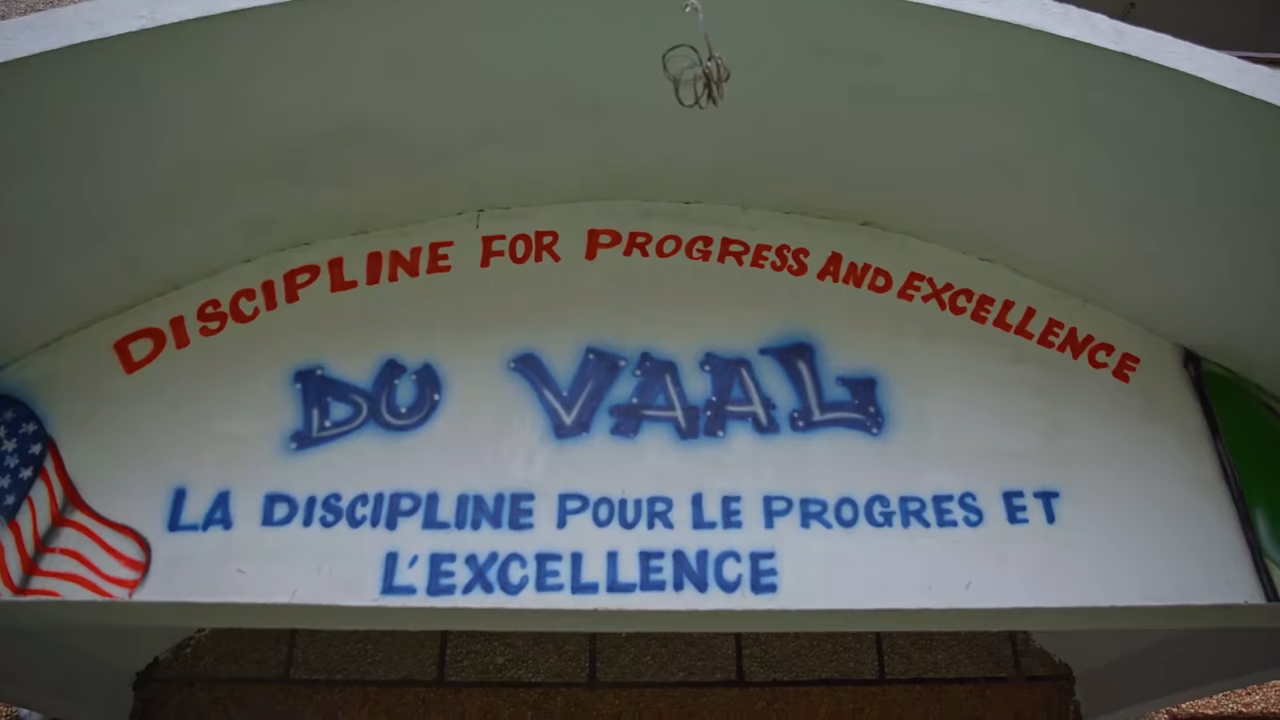 DISCIPLINE FOR PROGRESS AND EXCELLENCE
DU VAAL
LA DISCIPLINE POUR LE PROGRES ET
L'EXCELLENCE